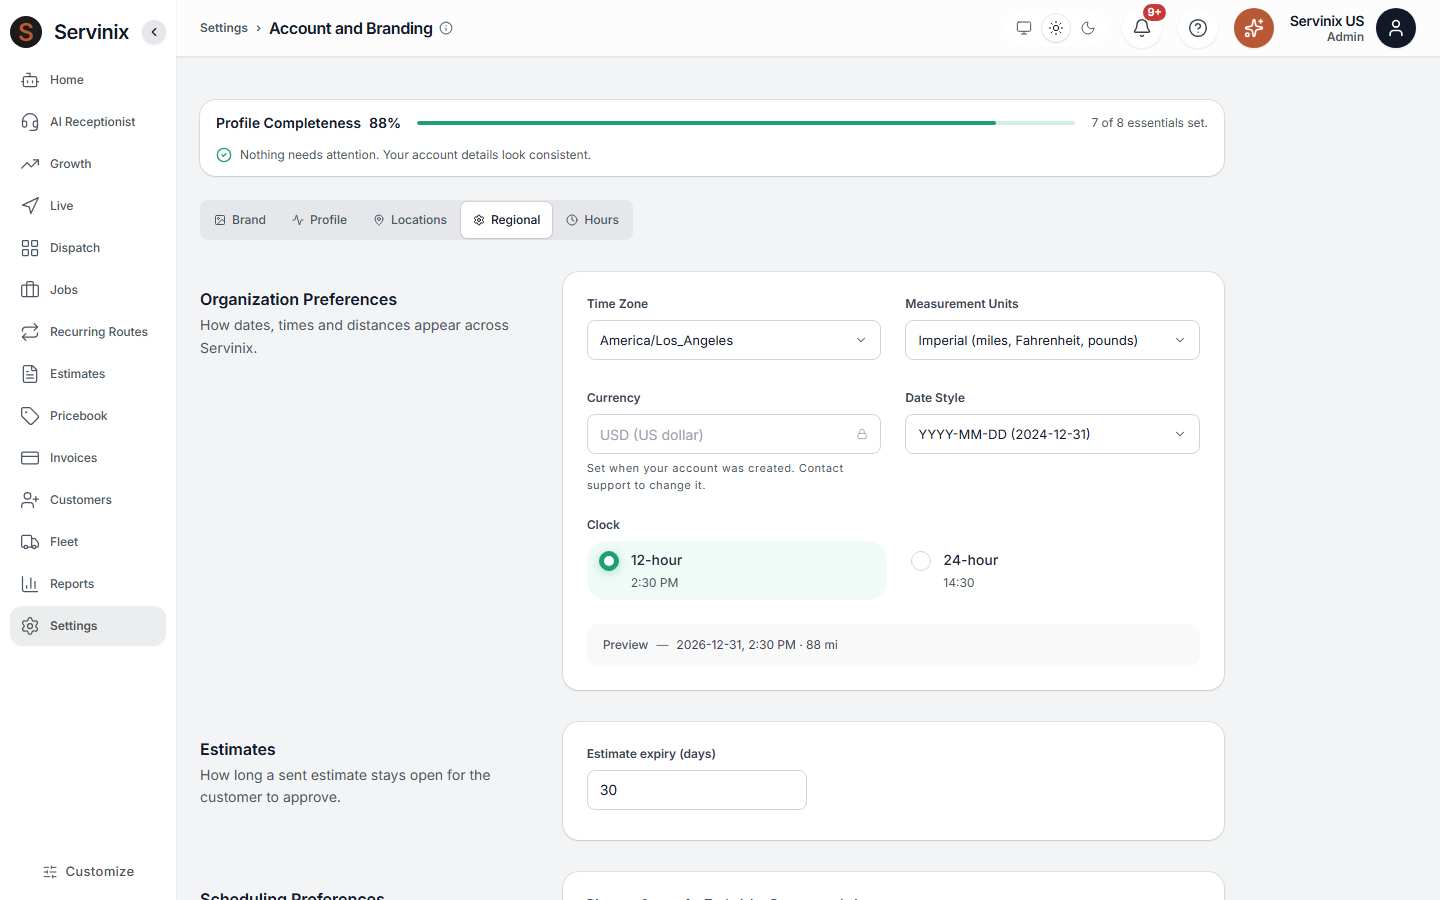 S Servinix
Settings › Account and Branding
9+
Servinix US
Admin
Home
AI Receptionist
Growth
Live
Dispatch
Jobs
Recurring Routes
Estimates
Pricebook
Invoices
Customers
Fleet
Reports
Settings
Customize
Profile Completeness 88%
7 of 8 essentials set.
Nothing needs attention. Your account details look consistent.
Brand Profile Locations Regional Hours
Organization Preferences
How dates, times and distances appear across
Servinix.
Time Zone
America/Los_Angeles
Measurement Units
Imperial (miles, Fahrenheit, pounds)
Currency
USD (US dollar)
Set when your account was created. Contact
support to change it.
Date Style
YYYY-MM-DD (2024-12-31)
Clock
12-hour
2:30 PM
24-hour
14:30
Preview — 2026-12-31, 2:30 PM · 88 mi
Estimates
How long a sent estimate stays open for the
customer to approve.
Estimate expiry (days)
30
Scheduling Preferences